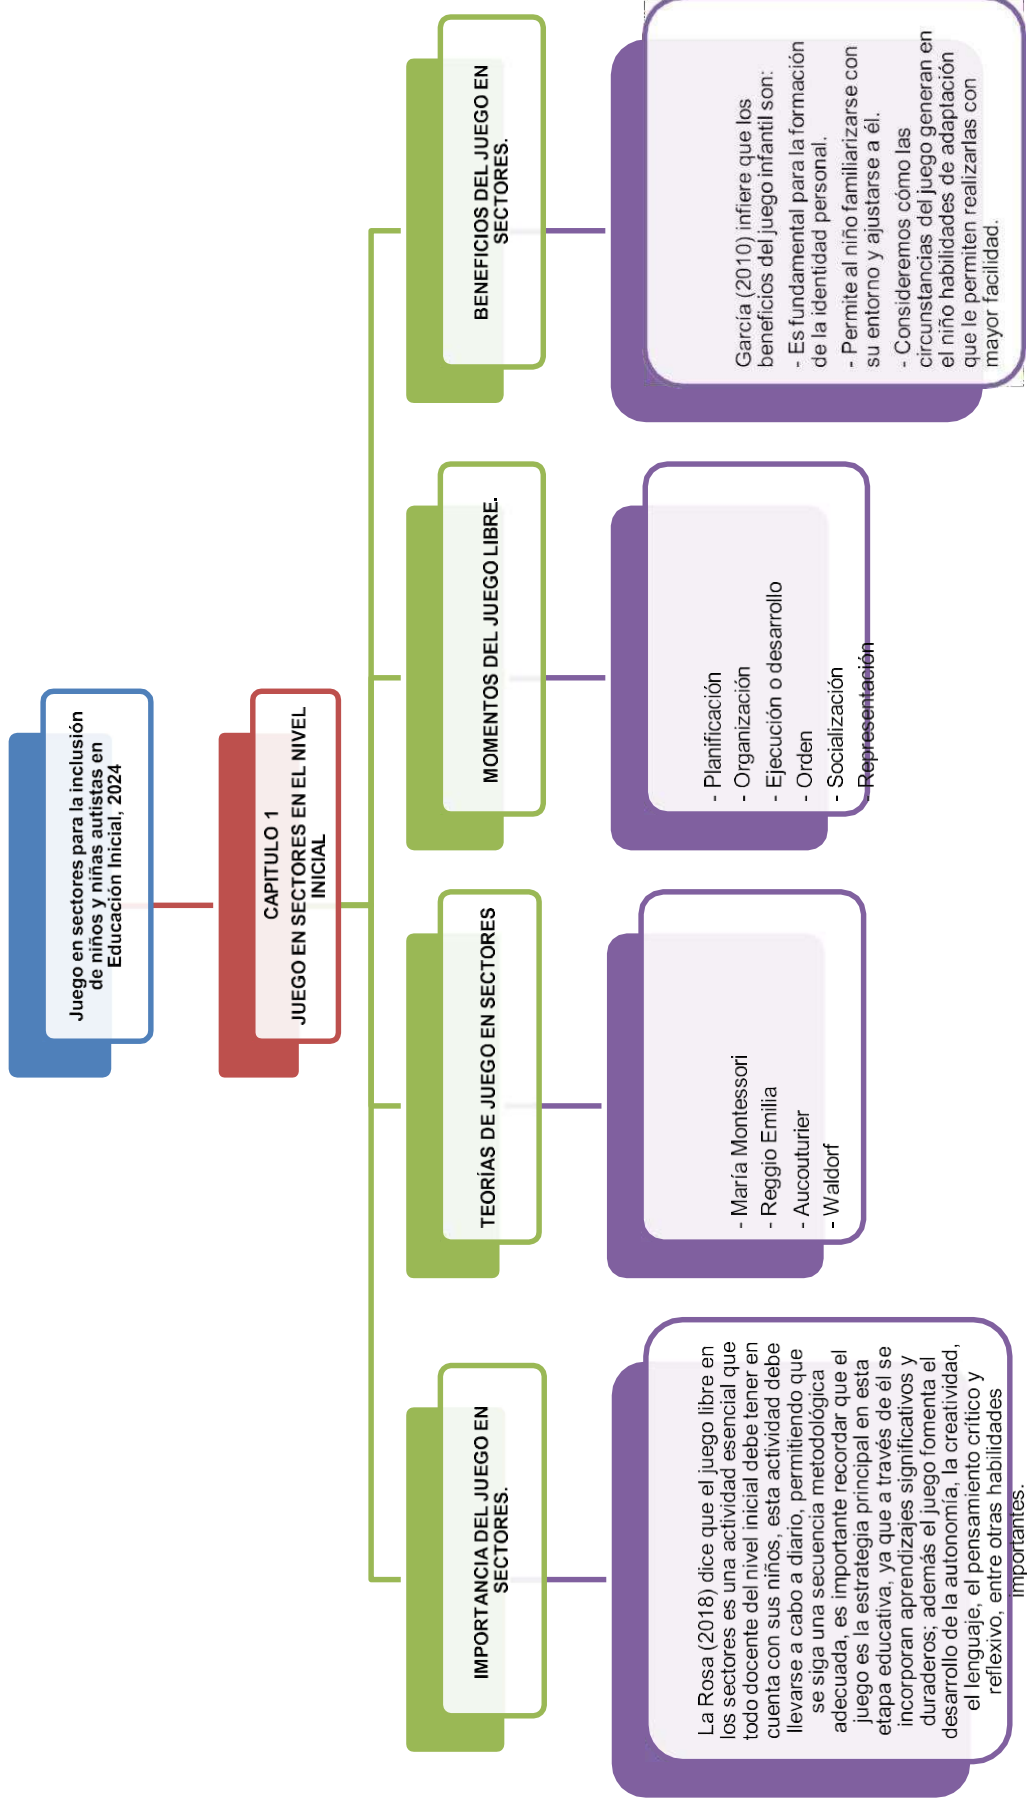 Juego en sectores para la inclusión
de niños y niñas autistas en
Educación Inicial, 2024
CAPITULO 1
JUEGO EN SECTORES EN EL NIVEL
INICIAL
IMPORTANCIA DEL JUEGO EN
SECTORES.
La Rosa (2018) dice que el juego libre en
los sectores es una actividad esencial que
todo docente del nivel inicial debe tener en
cuenta con sus niños, esta actividad debe
llevarse a cabo a diario, permitiendo que
se siga una secuencia metodológica
adecuada, es importante recordar que el
juego es la estrategia principal en esta
etapa educativa, ya que a través de él se
incorporan aprendizajes significativos y
duraderos; además el juego fomenta el
desarrollo de la autonomía, la creatividad,
el lenguaje, el pensamiento crítico y
reflexivo, entre otras habilidades
importantes.
TEORÍAS DE JUEGO EN SECTORES
- María Montessori
- Reggio Emilia
- Aucouturier
- Waldorf
MOMENTOS DEL JUEGO LIBRE.
- Planificación
- Organización
- Ejecución o desarrollo
- Orden
- Socialización
- Representación
BENEFICIOS DEL JUEGO EN
SECTORES.
García (2010) infiere que los
beneficios del juego infantil son:
- Es fundamental para la formación
de la identidad personal.
- Permite al niño familiarizarse con
su entorno y ajustarse a él.
- Consideremos cómo las
circunstancias del juego generan en
el niño habilidades de adaptación
que le permiten realizarlas con
mayor facilidad.